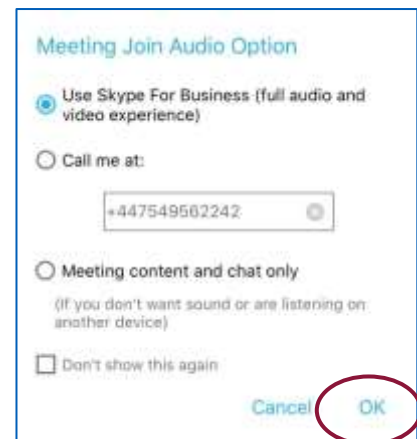 Meeting Join Audio Option
Use Skype For Business (full audio and
video experience)
Call me at:
+447549562242
Meeting content and chat only
(If you don't want sound or are listening on
another device)
Don't show this again
Cancel OK